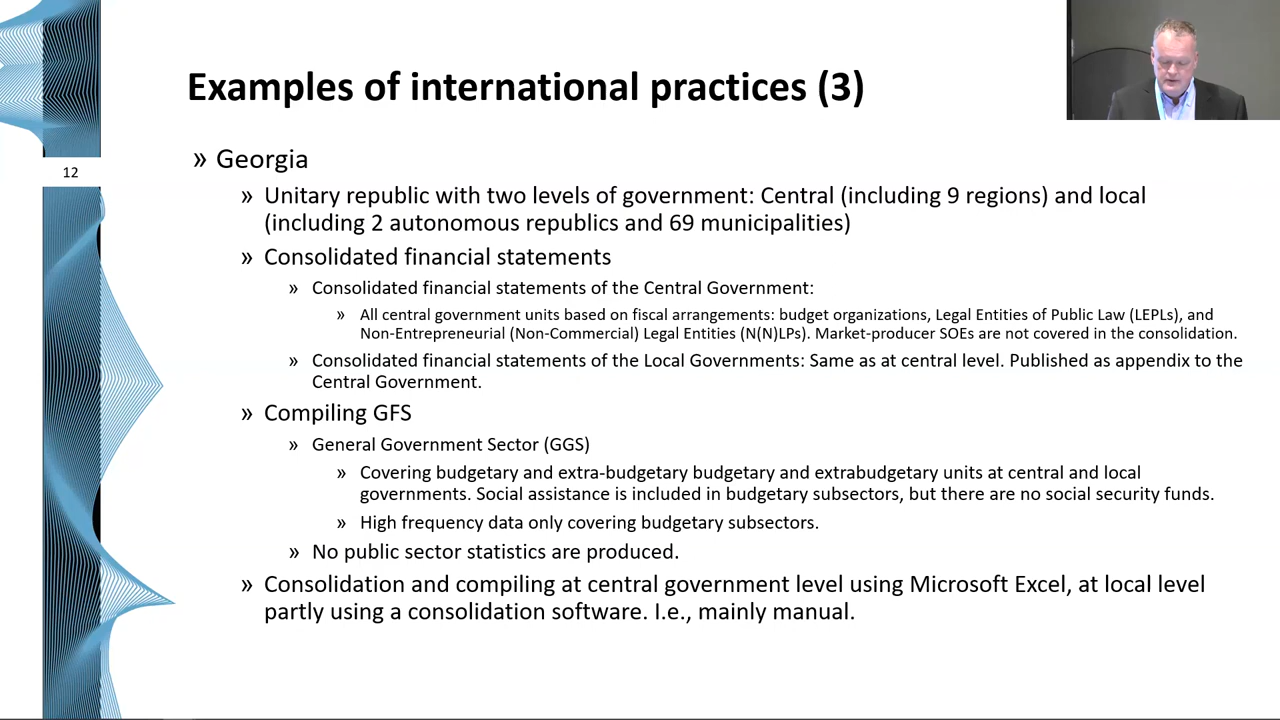 Examples of international practices (3)
12
» Georgia
» Unitary republic with two levels of government: Central (including 9 regions) and local
(including 2 autonomous republics and 69 municipalities)
» Consolidated financial statements
» Consolidated financial statements of the Central Government:
» All central government units based on fiscal arrangements: budget organizations, Legal Entities of Public Law (LEPLs), and
Non-Entrepreneurial (Non-Commercial) Legal Entities (N(N)LPs). Market-producer SOEs are not covered in the consolidation.
» Consolidated financial statements of the Local Governments: Same as at central level. Published as appendix to the
Central Government.
» Compiling GFS
» General Government Sector (GGS)
» Covering budgetary and extra-budgetary budgetary and extrabudgetary units at central and local
governments. Social assistance is included in budgetary subsectors, but there are no social security funds.
» High frequency data only covering budgetary subsectors.
» No public sector statistics are produced.
» Consolidation and compiling at central government level using Microsoft Excel, at local level
partly using a consolidation software. I.e., mainly manual.